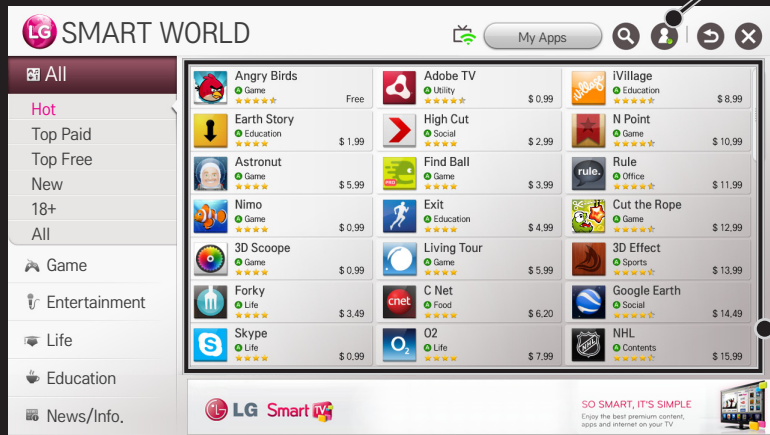 LG SMART WORLD
My Apps
All
Hot
Top Paid
Top Free
New
18+
All
Game
Entertainment
Life
Education
News/Info.
Angry Birds
Game
Free
Adobe TV
Utility
$ 0,99
iVillage
iVillage
Education
$ 8,99
Earth Story
Education
$ 1,99
High Cut
Social
$ 2,99
N Point
Game
$ 10,99
Astronut
Game
$ 5,99
PRO
Find Ball
Game
$ 3,99
rule.
Rule
Office
$ 11,99
Nimo
Game
$ 0,99
Exit
Education
$ 4,99
Cut the Rope
Game
$ 12,99
3D Scoope
Game
$ 0,99
Living Tour
Game
$ 5,99
3D Effect
Sports
$ 13,99
Forky
Life
$ 3,49
cnet
C Net
Food
$ 6,20
Google Earth
Social
$ 14,49
S
Skype
Life
$ 0,99
O2
O2
Life
$ 7,99
NHL
NHL
Contents
$ 15,99
LG Smart TV
SO SMART, IT'S SIMPLE
Enjoy the best premium content,
apps and internet on your TV